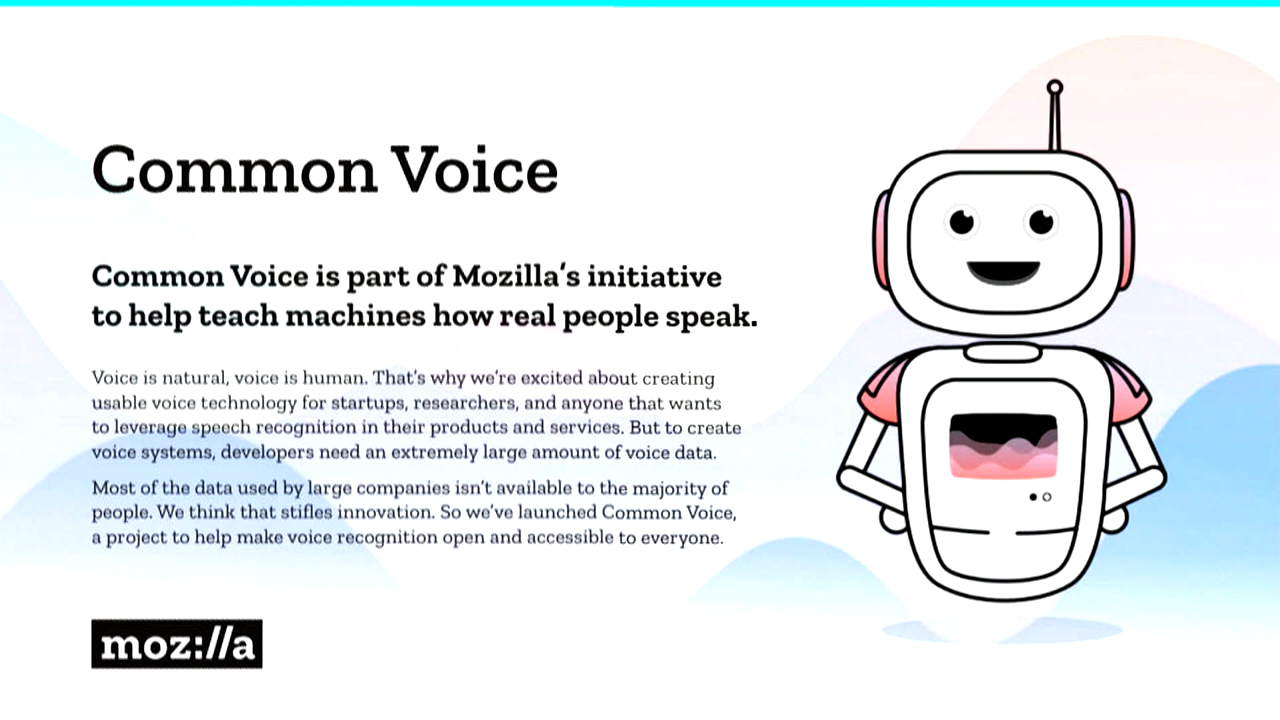 Common Voice
Common Voice is part of Mozilla's initiative
to help teach machines how real people speak.
Voice is natural, voice is human. That's why we're excited about creating
usable voice technology for startups, researchers, and anyone that wants
to leverage speech recognition in their products and services. But to create
voice systems, developers need an extremely large amount of voice data.
Most of the data used by large companies isn't available to the majority of
people. We think that stifles innovation. So we've launched Common Voice,
a project to help make voice recognition open and accessible to everyone.
moz://a